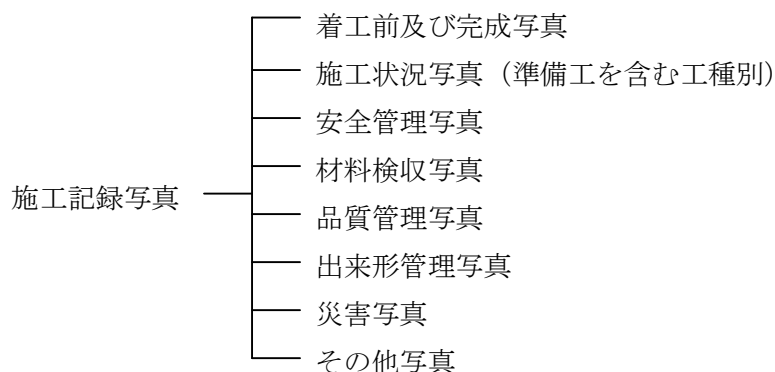 着工前及び完成写真
施工状況写真（準備工を含む工種別）
安全管理写真
材料検収写真
施工記録写真
品質管理写真
出来形管理写真
災害写真
その他写真